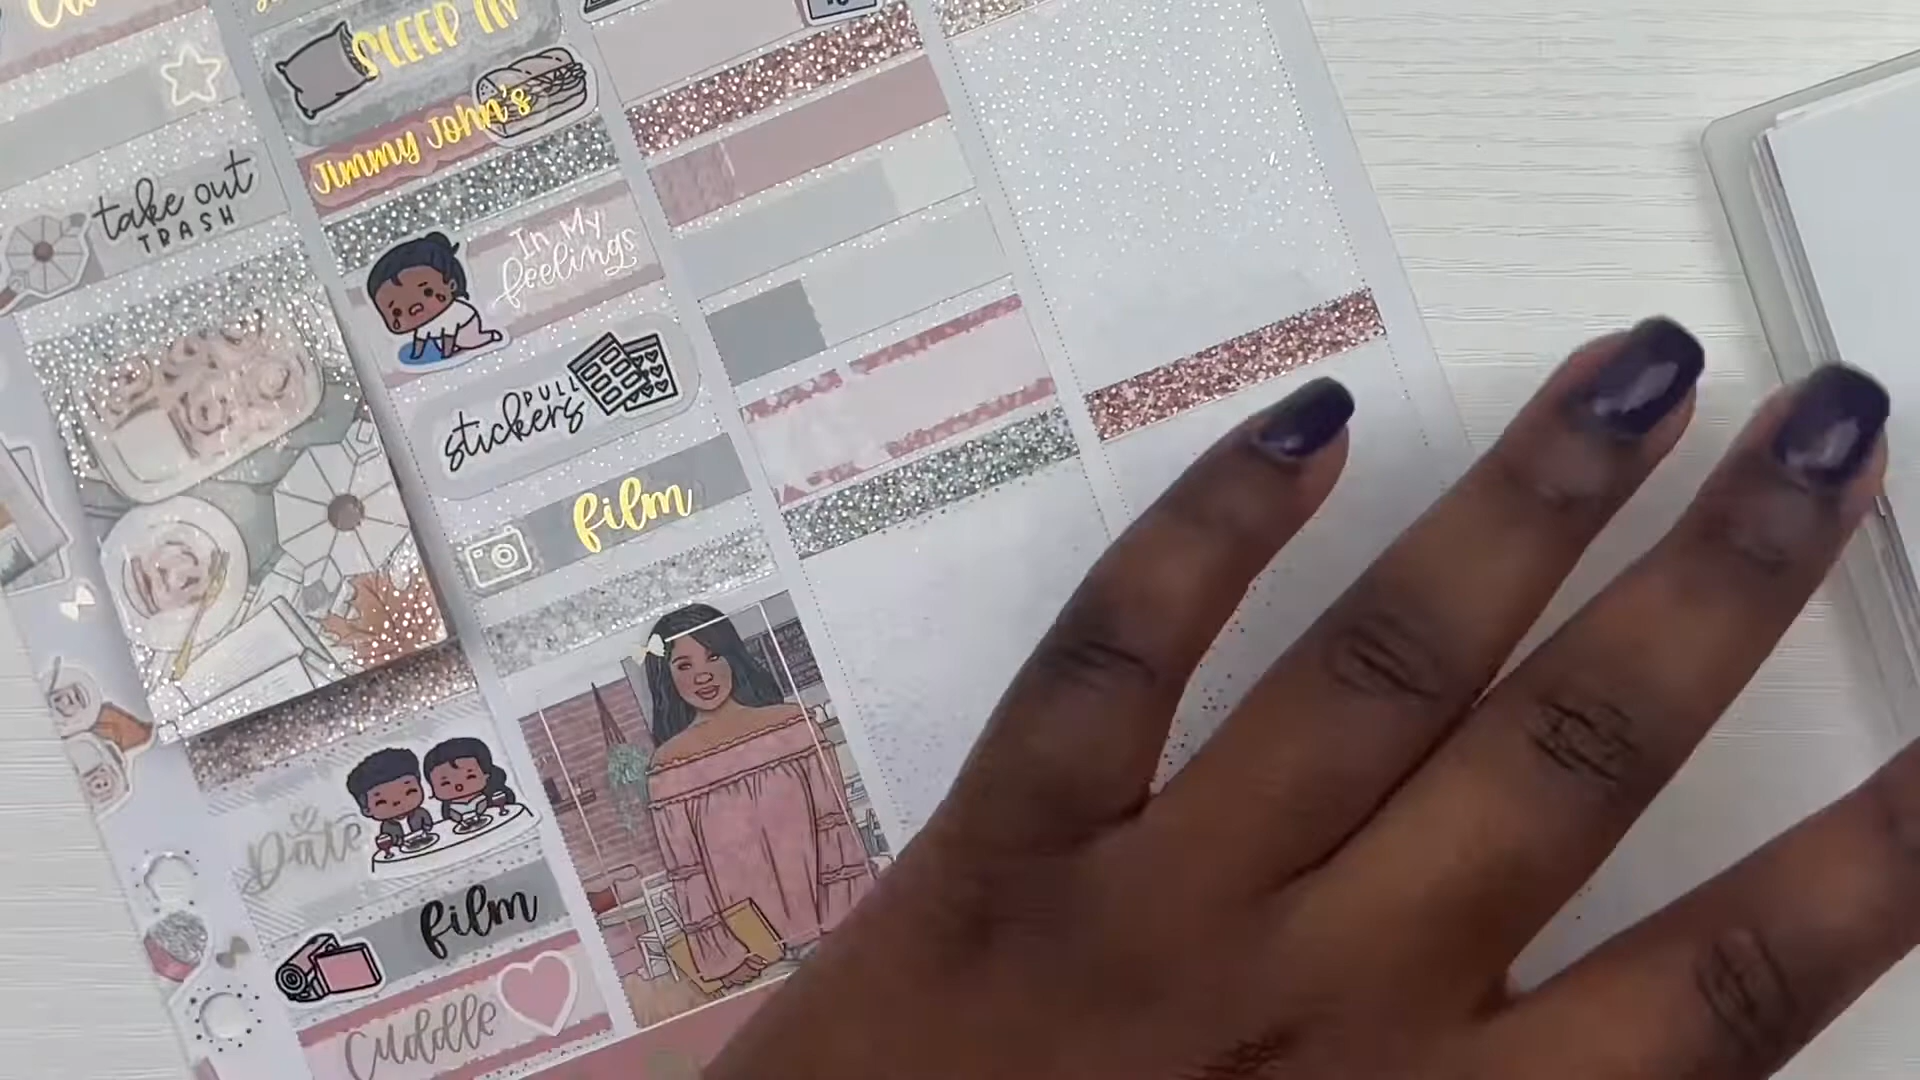 SLEEP IN
Jimmy John's
take out
TRASH
In My
feelings
PULL
stickers
film
Date
film
Cuddle